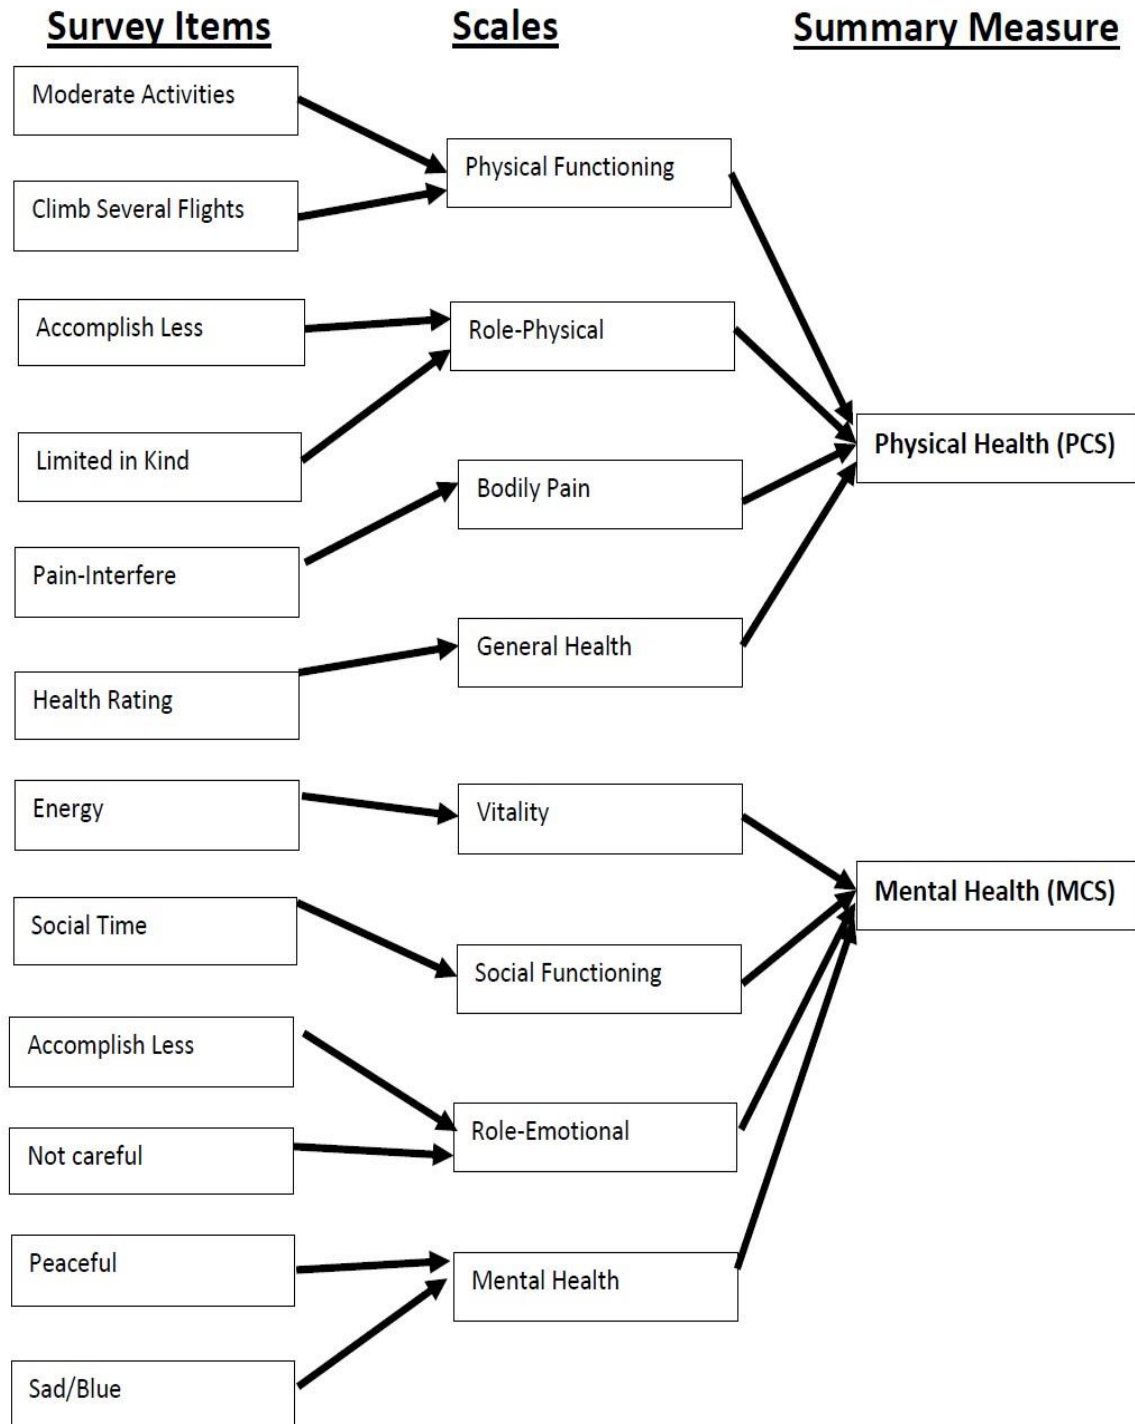 Survey Items
Scales
Summary Measure
Moderate Activities
Climb Several Flights
Accomplish Less
Limited in Kind
Pain-Interfere
Health Rating
Energy
Social Time
Accomplish Less
Not careful
Peaceful
Sad/Blue
Physical Functioning
Role-Physical
Bodily Pain
General Health
Vitality
Social Functioning
Role-Emotional
Mental Health
Physical Health (PCS)
Mental Health (MCS)